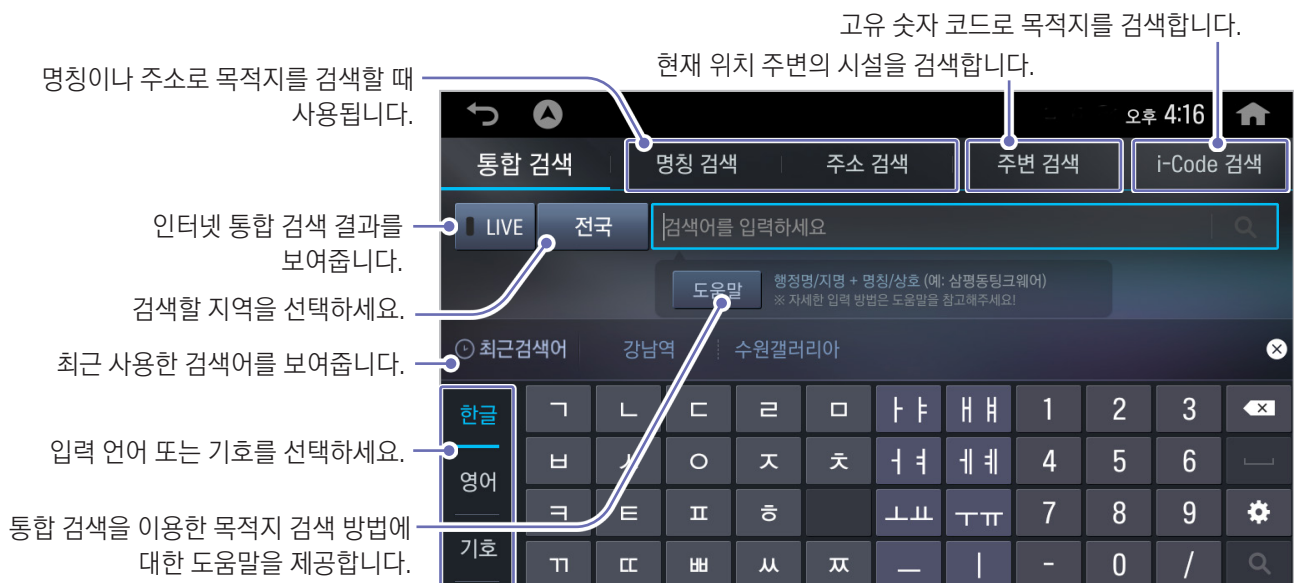 고유 숫자 코드로 목적지를 검색합니다.
현재 위치 주변의 시설을 검색합니다.
명칭이나 주소로 목적지를 검색할 때
사용됩니다.
오후 4:16
통합 검색 명칭 검색 주소 검색 주변 검색 i-Code 검색
인터넷 통합 검색 결과를
보여줍니다.
LIVE 전국 검색어를 입력하세요
도움말 행정명/지명 + 명칭/상호 (예: 삼평동팅크웨어)
※ 자세한 입력 방법은 도움말을 참고해주세요!
검색할 지역을 선택하세요.
최근 사용한 검색어를 보여줍니다.
최근검색어 강남역 수원갤러리아
입력 언어 또는 기호를 선택하세요.
통합 검색을 이용한 목적지 검색 방법에
대한 도움말을 제공합니다.
한글 ㄱ ㄴ ㄷ ㄹ ㅁ ㅏㅑ ㅐㅒ 1 2 3
영어 ㅂ ㅅ ㅇ ㅈ ㅊ ㅓㅕ ㅔㅖ 4 5 6
ㅋ ㅌ ㅍ ㅎ ㅗㅛ ㅜㅠ 7 8 9
기호 ㄲ ㄸ ㅃ ㅆ ㅉ ㅡ ㅣ - 0 /